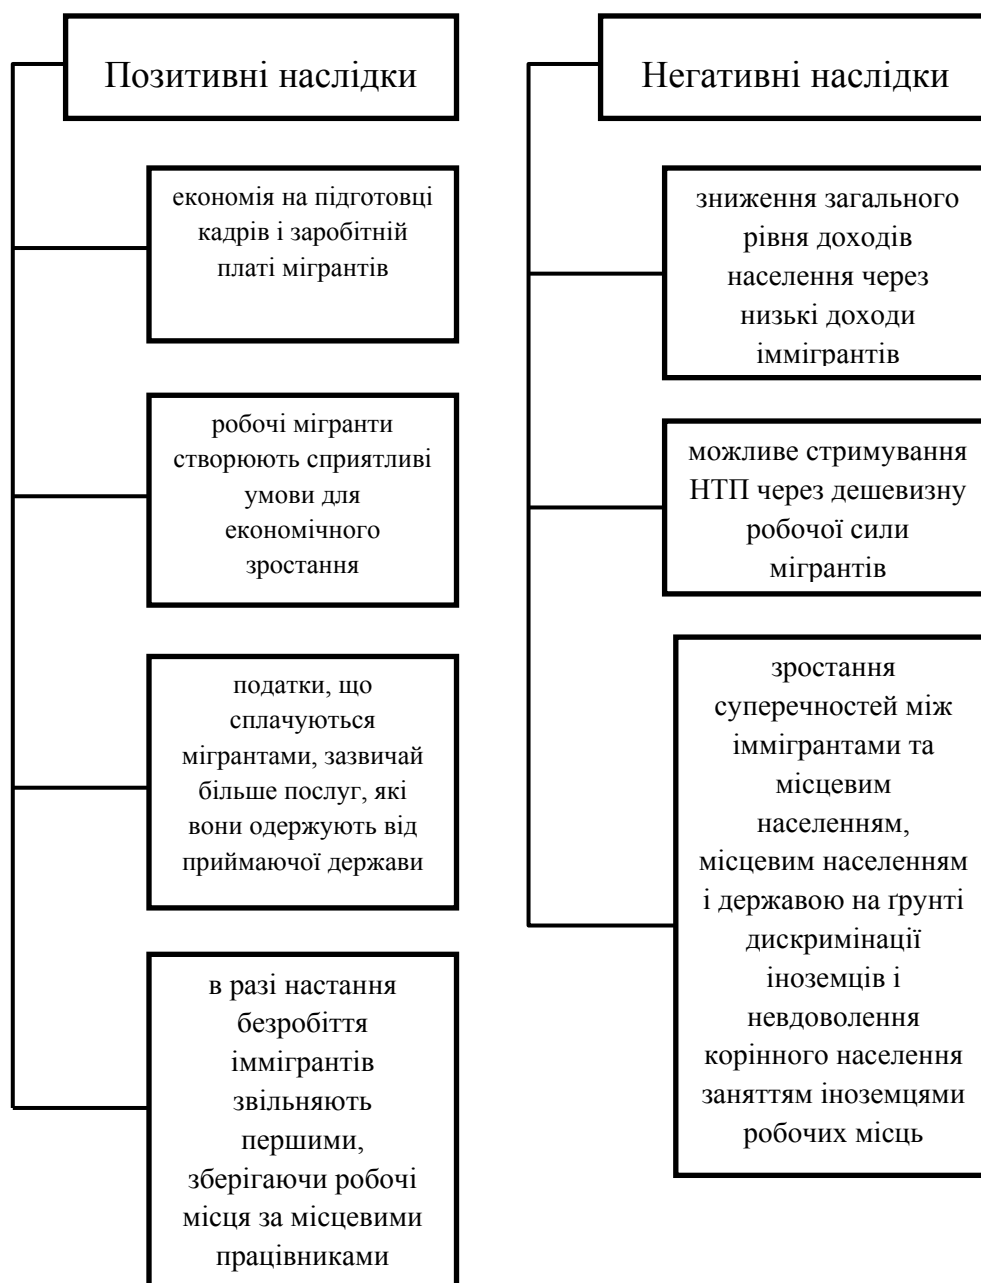 Позитивні наслідки
економія на підготовці
кадрів і заробітній
платі мігрантів
робочі мігранти
створюють сприятливі
умови для
економічного
зростання
податки, що
сплачуються
мігрантами, зазвичай
більше послуг, які
вони одержують від
приймаючої держави
в разі настання
безробіття
іммігрантів
звільняють
першими,
зберігаючи робочі
місця за місцевими
працівниками
Негативні наслідки
зниження загального
рівня доходів
населення через
низькі доходи
іммігрантів
можливе стримування
НТП через дешевизну
робочої сили
мігрантів
зростання
суперечностей між
іммігрантами та
місцевим
населенням,
місцевим населенням
і державою на ґрунті
дискримінації
іноземців і
невдоволення
корінного населення
заняттям іноземцями
робочих місць